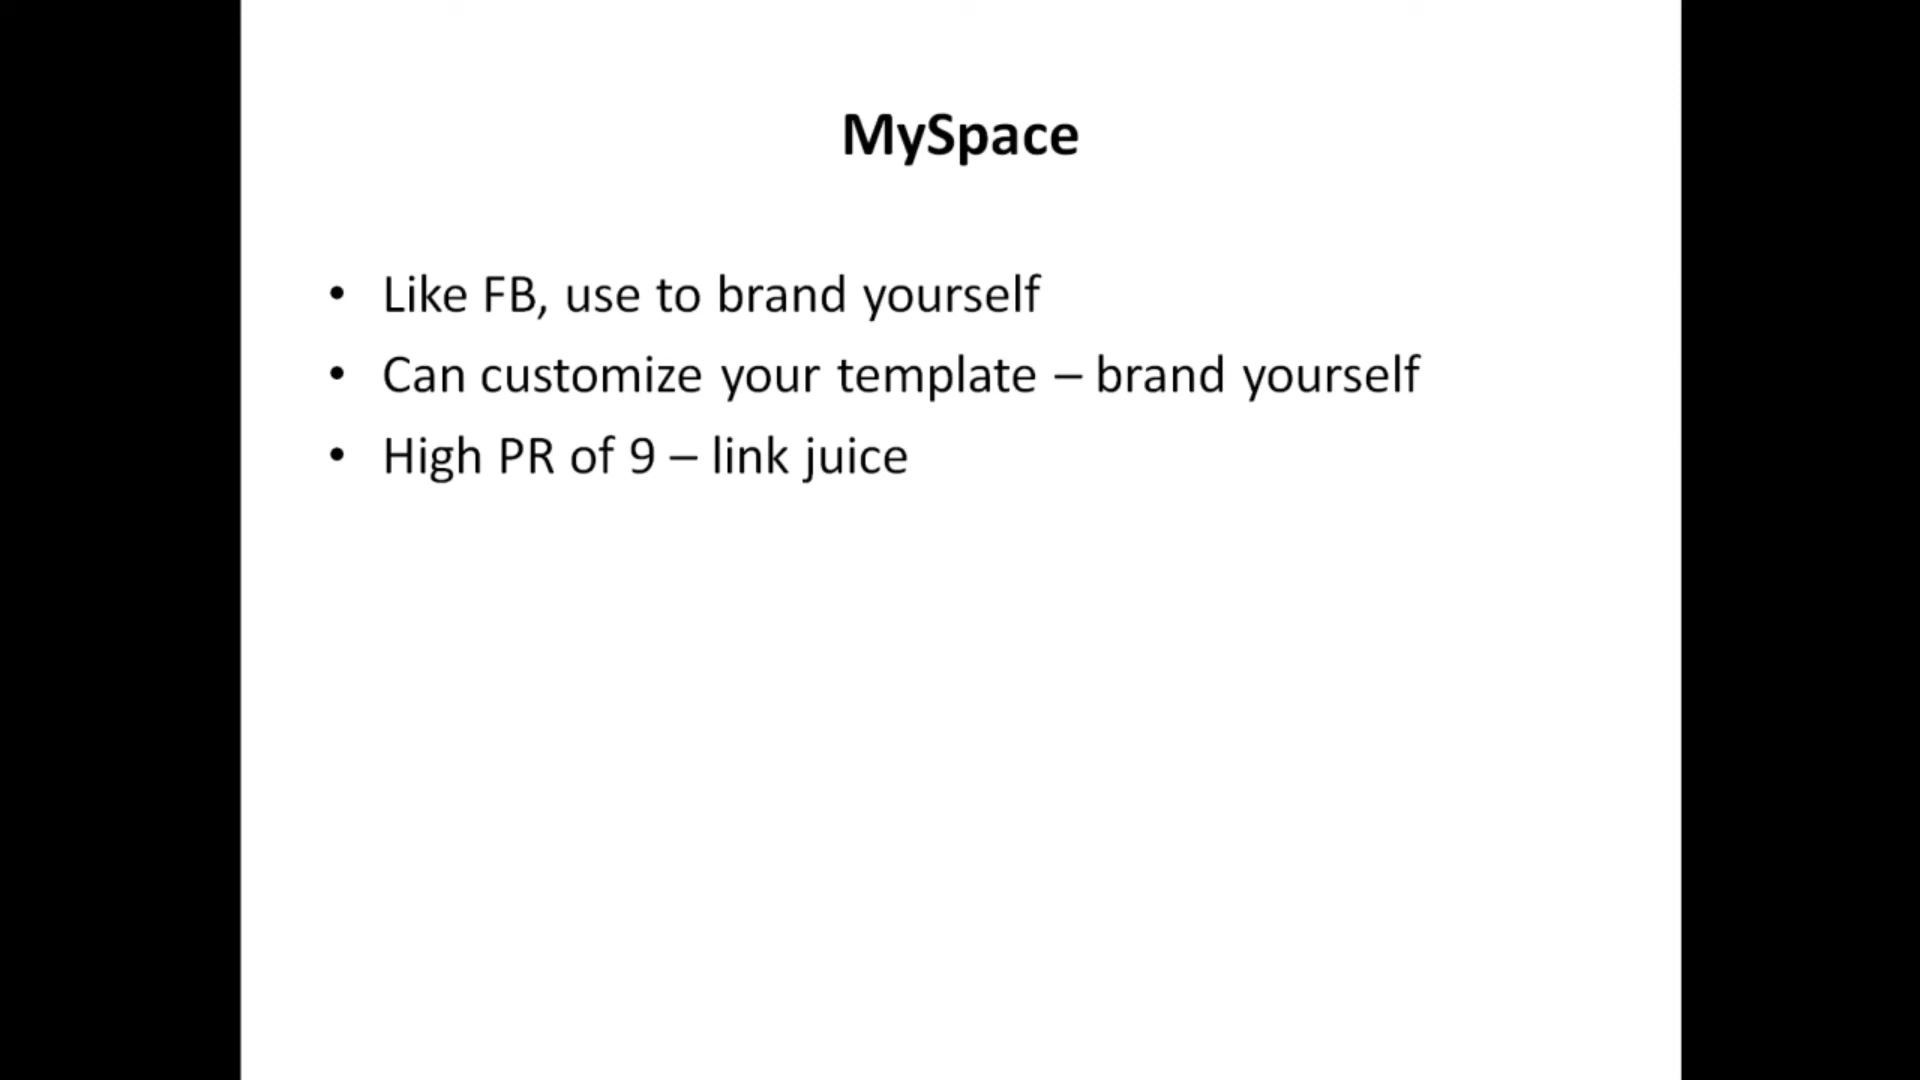 MySpace
• Like FB, use to brand yourself
• Can customize your template – brand yourself
• High PR of 9 – link juice